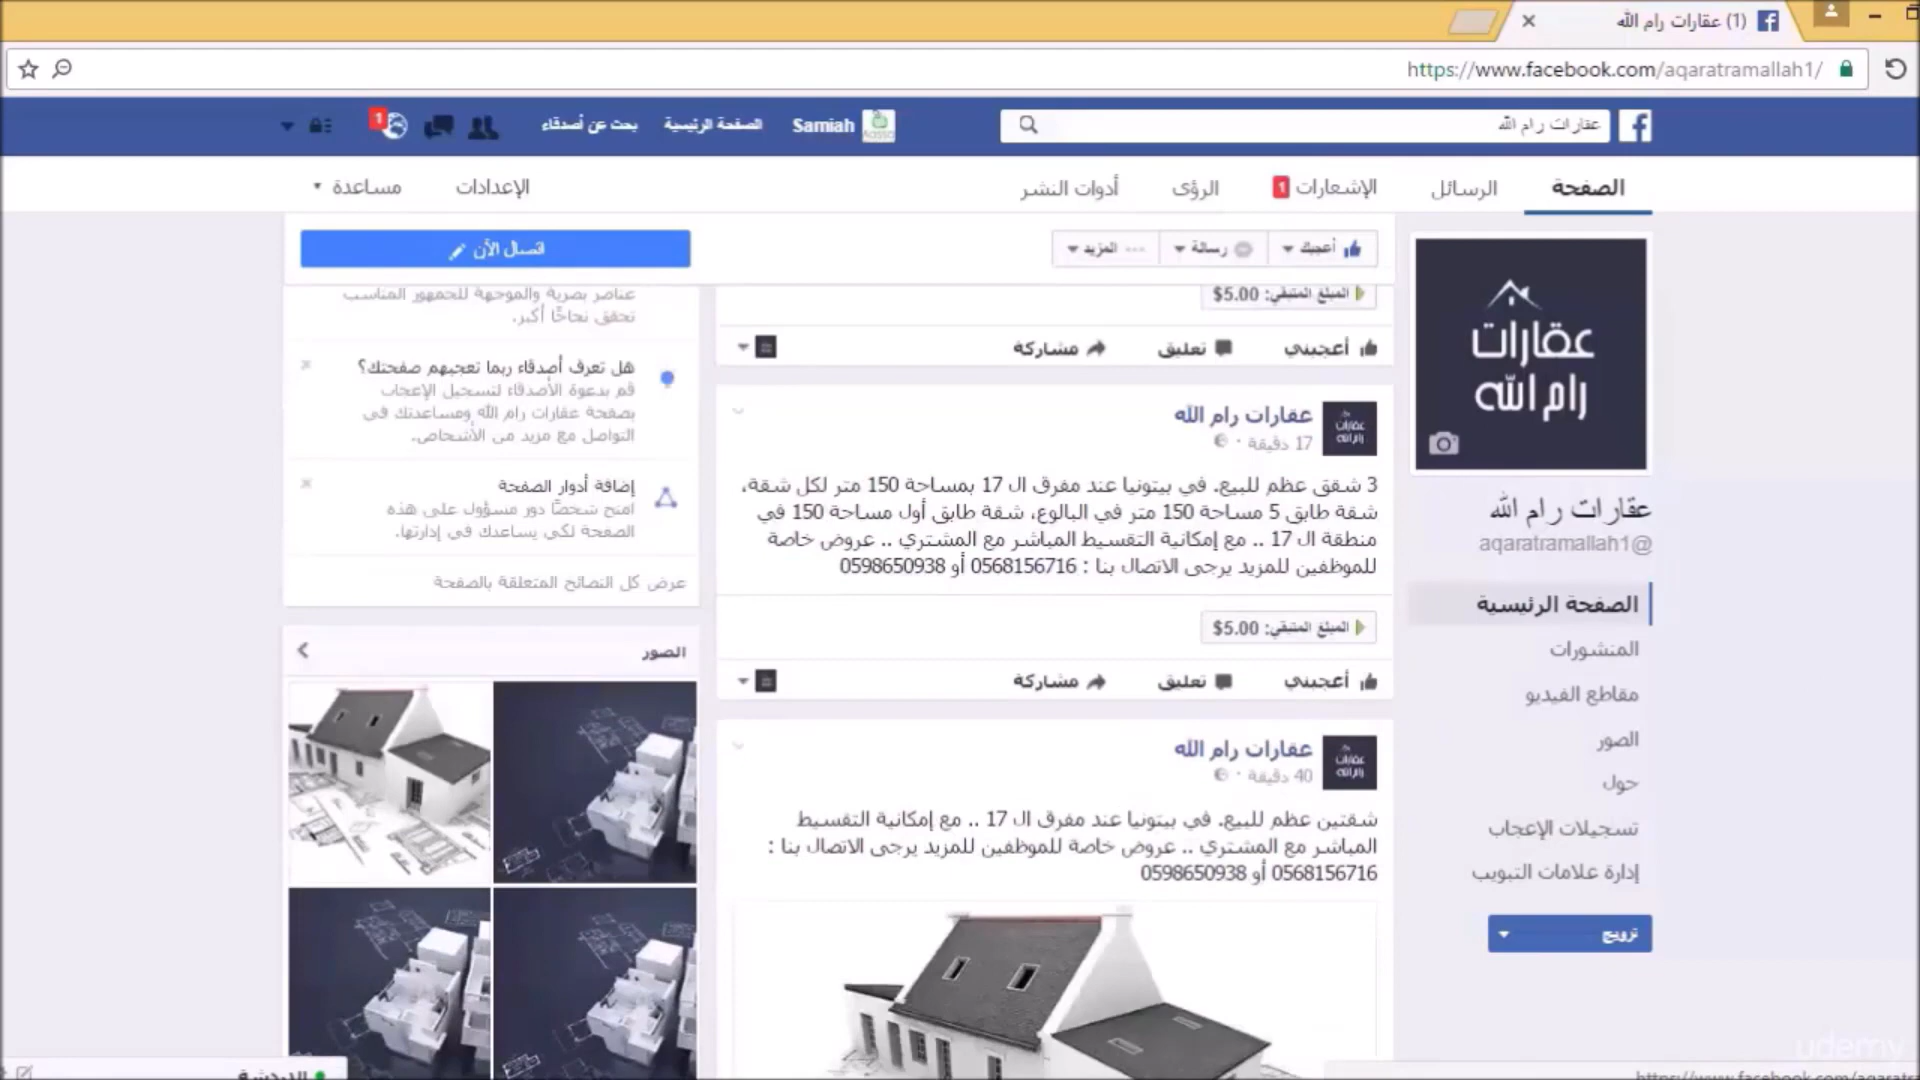 عقارات رام الله (1)
https://www.facebook.com/aqaratramallah1/
عقارات رام الله
Samiah
الصفحة الرئيسية
بحث عن أصدقاء
1
الصفحة
الرسائل
الإشعارات 1
الرؤى
أدوات النشر
الإعدادات
مساعدة
أعجبك
رسالة
المزيد
اتصال الآن
عقارات
رام الله
عقارات رام الله
@aqaratramallah1
الصفحة الرئيسية
المنشورات
مقاطع الفيديو
الصور
حول
تسجيلات الإعجاب
إدارة علامات التبويب
ترويج
المبلغ المتبقي: 5.00$
أعجبني تعليق مشاركة
عقارات رام الله
17 دقيقة
3 شقق عظم للبيع. في بيتونيا عند مفرق ال 17 بمساحة 150 متر لكل شقة،
شقة طابق 5 مساحة 150 متر في البالوع، شقة طابق أول مساحة 150 في
منطقة ال 17 .. مع إمكانية التقسيط المباشر مع المشتري .. عروض خاصة
للموظفين للمزيد يرجى الاتصال بنا : 0568156716 أو 0598650938
المبلغ المتبقي: 5.00$
أعجبني تعليق مشاركة
عقارات رام الله
40 دقيقة
شقتين عظم للبيع. في بيتونيا عند مفرق ال 17 .. مع إمكانية التقسيط
المباشر مع المشتري .. عروض خاصة للموظفين للمزيد يرجى الاتصال بنا :
0568156716 أو 0598650938
عناصر بصرية والموجهة للجمهور المناسب
تحقق نجاحًا أكبر.
هل تعرف أصدقاء ربما تعجبهم صفحتك؟
قم بدعوة الأصدقاء لتسجيل الإعجاب
بصفحة عقارات رام الله ومساعدتك في
التواصل مع مزيد من الأشخاص.
إضافة أدوار الصفحة
امنح شخصًا دور مسؤول على هذه
الصفحة لكي يساعدك في إدارتها.
عرض كل النصائح المتعلقة بالصفحة
الصور
الدردشة
udemy